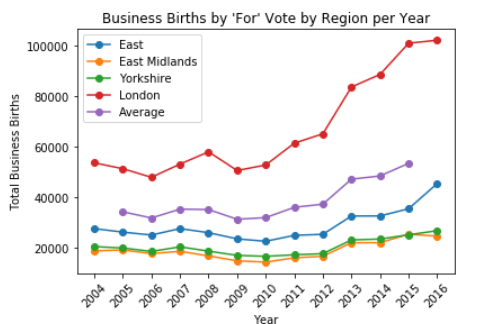 Business Births by 'For' Vote by Region per Year
Total Business Births
100000
80000
60000
40000
20000
East
East Midlands
Yorkshire
London
Average
2004 2005 2006 2007 2008 2009 2010 2011 2012 2013 2014 2015 2016
Year